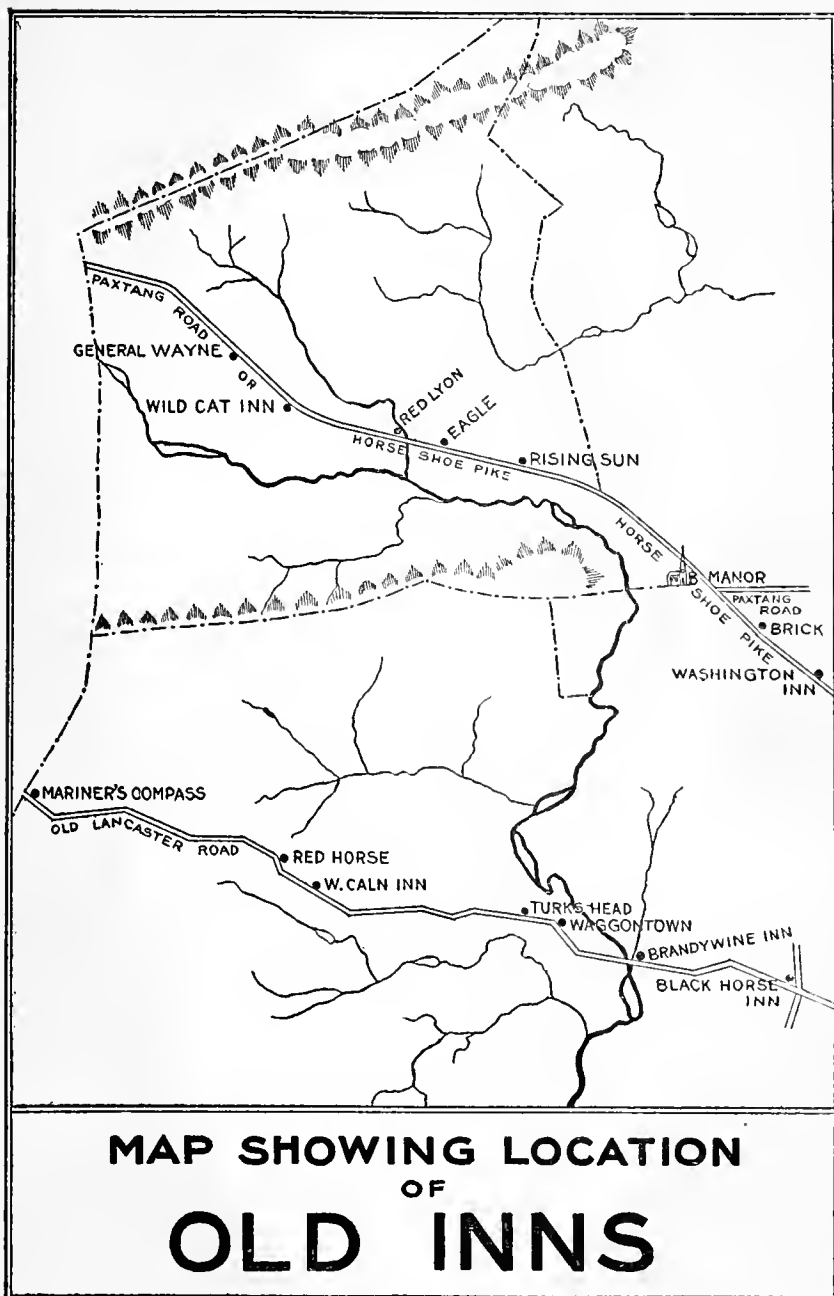 PAXTANG ROAD OR
GENERAL WAYNE
WILD CAT INN
RED LYON
EAGLE
HORSE SHOE PIKE
RISING SUN
HORSE SHOE PIKE
B. MANOR
PAXTANG
ROAD
BRICK
WASHINGTON
INN
MARINER'S COMPASS
OLD LANCASTER ROAD
RED HORSE
W. CALN INN
TURKS HEAD
WAGGONTOWN
BRANDYWINE INN
BLACK HORSE
INN
MAP SHOWING LOCATION
OF
OLD INNS